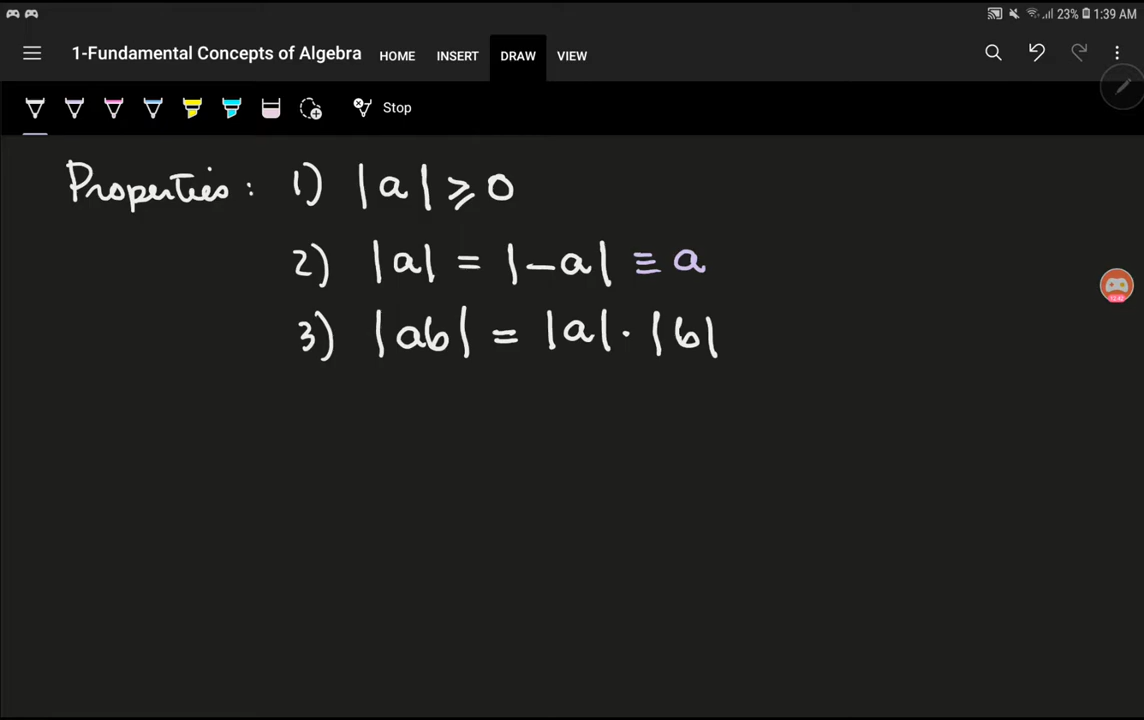 23% 1:39 AM
1-Fundamental Concepts of Algebra HOME INSERT DRAW VIEW
Stop
Properties: 1) |a| ⩾ 0
2) |a| = |-a| ≡ a
3) |ab| = |a| · |b|